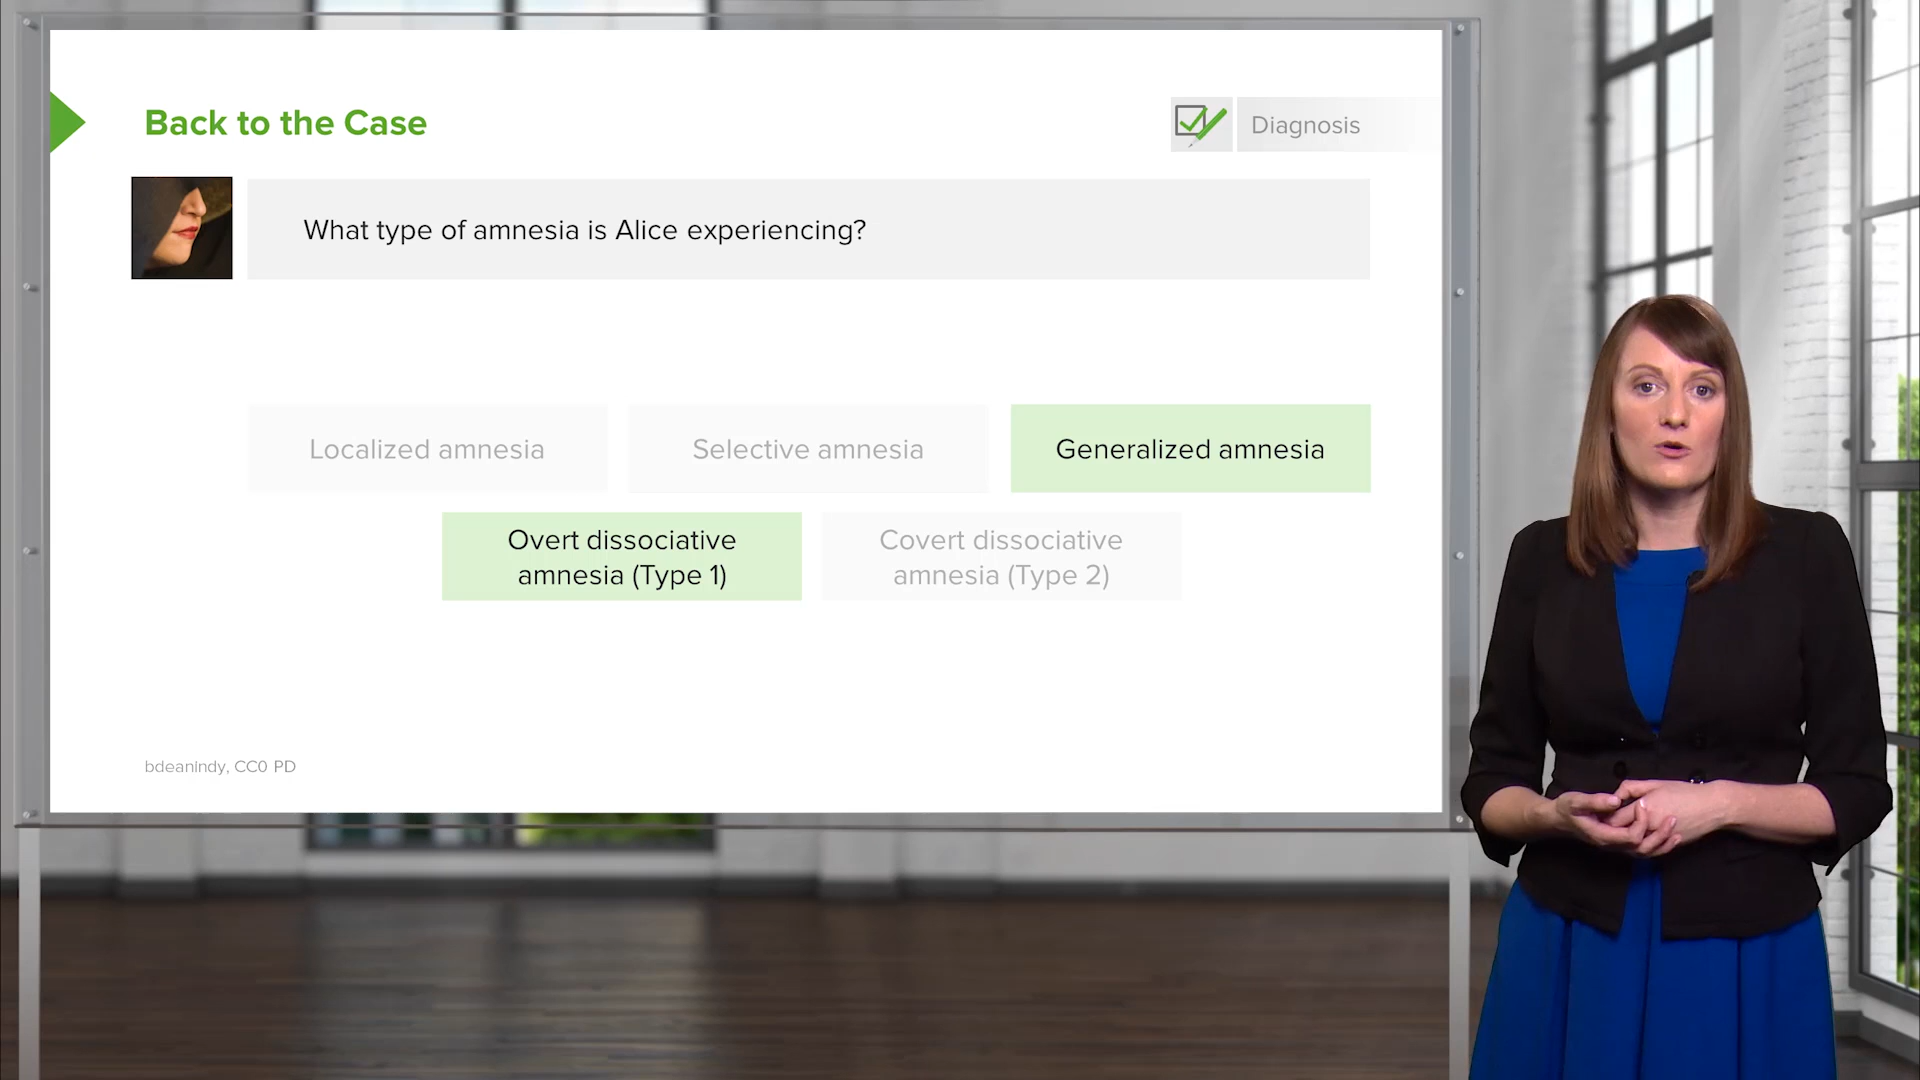 Back to the Case
Diagnosis
What type of amnesia is Alice experiencing?
Localized amnesia
Selective amnesia
Generalized amnesia
Overt dissociative
amnesia (Type 1)
Covert dissociative
amnesia (Type 2)
bdeanindy, CC0 PD